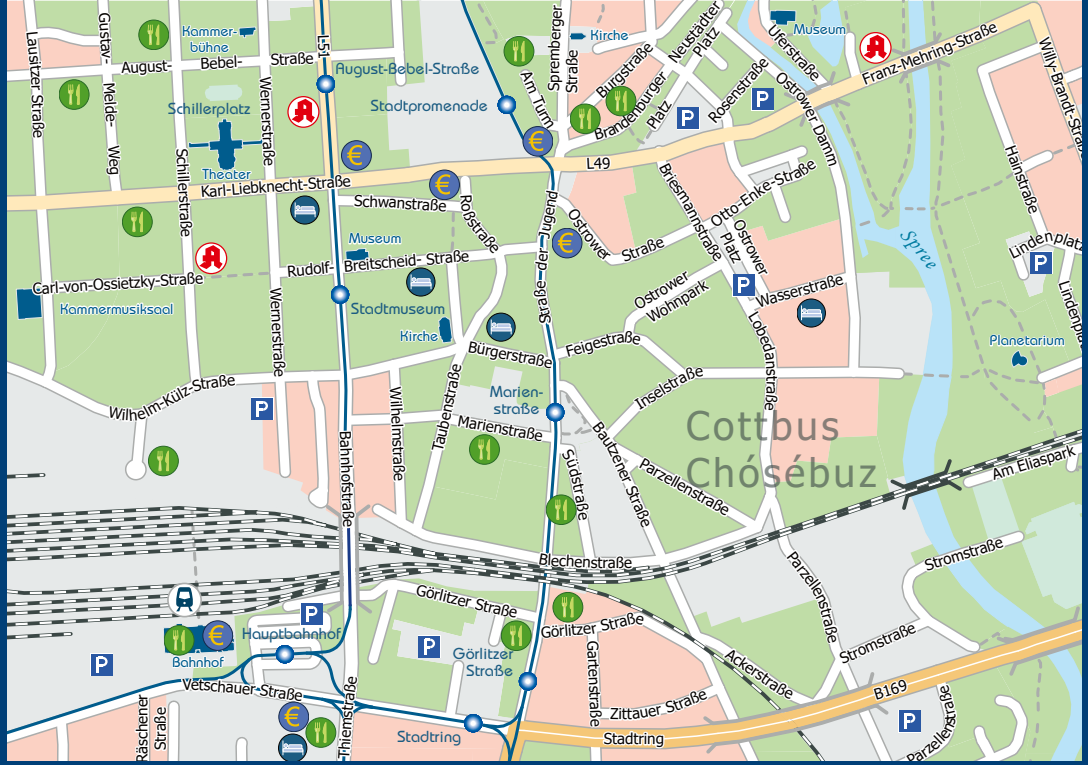 Lausitzer Straße
Gustav-
Melde-
Weg
August-
Bebel-
Straße
Kammer-
bühne
L51
August-Bebel-Straße
Stadtpromenade
Am Turm
Spremberger
Straße
Kirche
Burgstraße
Brandenburger
Platz
Neustädter
Platz
Rosenstraße
Museum
Uferstraße
Ostrower Damm
Franz-Mehring-Straße
Willy-Brandt-Straße
Hainstraße
Lindenplatz
Lindenplatz
Schillerplatz
Schillerstraße
Wernerstraße
Theater
Karl-Liebknecht-Straße
L49
P
P
Schwanstraße
Roßstraße
Straße-der-Jugend
Ostrower
Straße
Briesmannstraße
Otto-Enke-Straße
Ostrower
Platz
Spree
Museum
Rudolf-
Breitscheid-
Straße
Carl-von-Ossietzky-Straße
Kammermusiksaal
Wernerstraße
Stadtmuseum
Kirche
Ostrower
Wohnpark
Wasserstraße
P
P
Planetarium
Bürgerstraße
Feigestraße
Lobedanstraße
Wilhelm-Külz-Straße
P
Wilhelmstraße
Taubenstraße
Marien-
straße
Marienstraße
Inselstraße
Bautzener Straße
Cottbus
Chósébuz
Bahnhofstraße
Südstraße
Parzellenstraße
Am Eliaspark
Blechenstraße
Stromstraße
Parzellenstraße
Görlitzer Straße
Görlitzer Straße
Stromstraße
P
Hauptbahnhof
Bahnhof
P
P
Görlitzer
Straße
Gartenstraße
Ackerstraße
Vetschauer Straße
Zittauer Straße
B169
Räschener
Straße
Thiemstraße
Stadtring
Stadtring
P
Parzellenstraße
Parzellenstraße